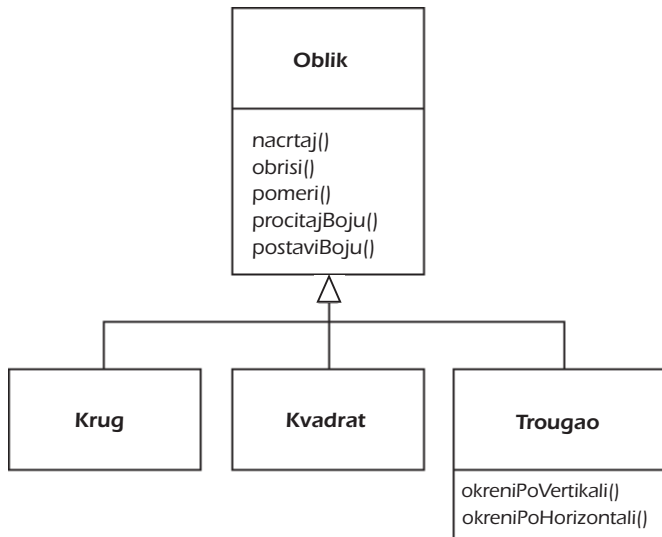 Oblik
nacrtaj()
obrisi()
pomeri()
procitajBoju()
postaviBoju()
Krug
Kvadrat
Trougao
okreniPoVertikali()
okreniPoHorizontali()